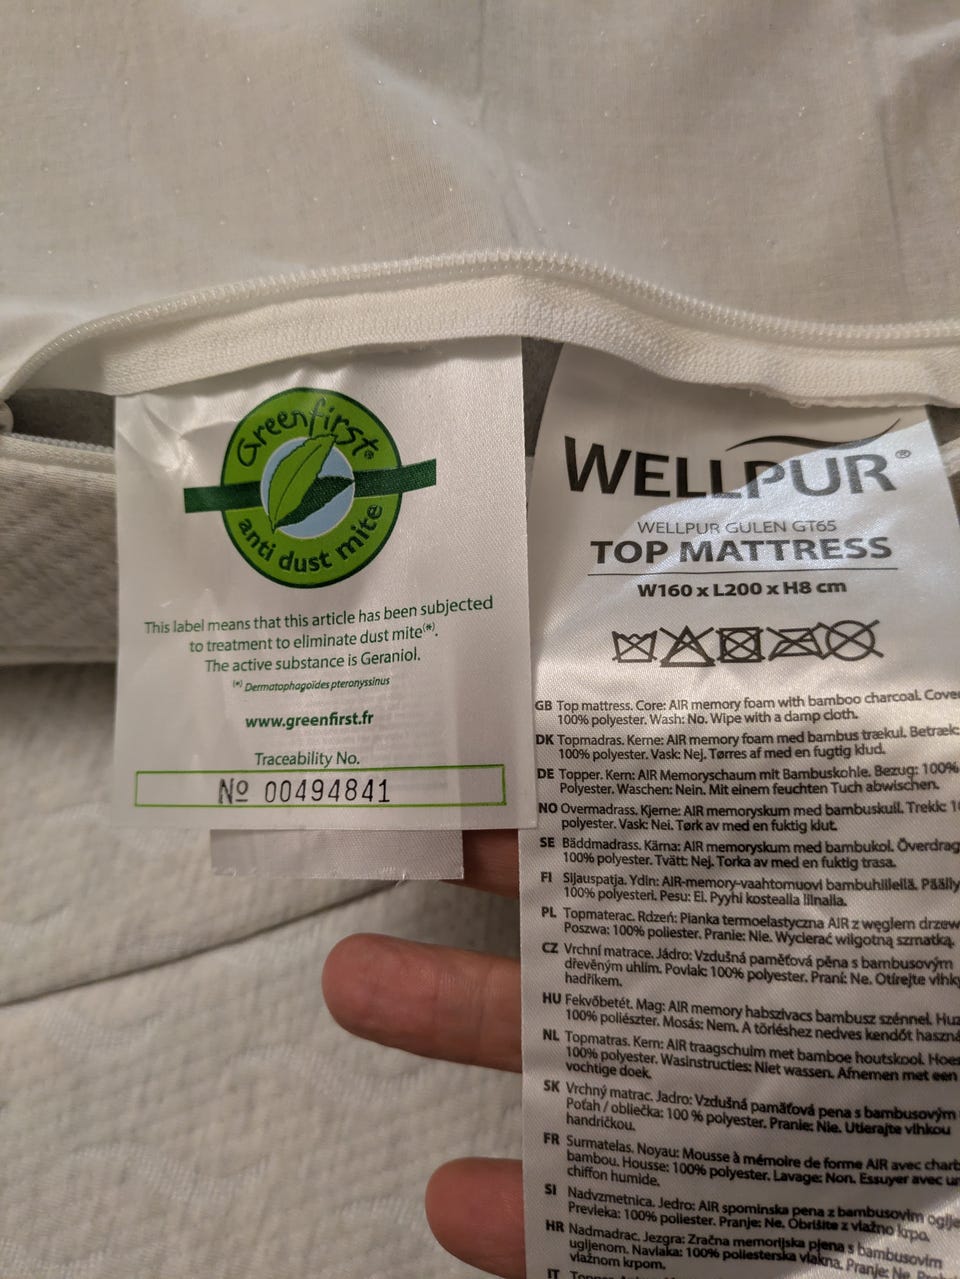 Greenfirst®
anti dust mite
This label means that this article has been subjected
to treatment to eliminate dust mite(*).
The active substance is Geraniol.
(*) Dermatophagoïdes pteronyssinus
www.greenfirst.fr
Traceability No.
Nº 00494841
WELLPUR®
WELLPUR GULEN GT65
TOP MATTRESS
W160 x L200 x H8 cm
GB Top mattress. Core: AIR memory foam with bamboo charcoal. Cove
100% polyester. Wash: No. Wipe with a damp cloth.
DK Topmadras. Kerne: AIR memory foam med bambus trækul. Betræk:
100% polyester. Vask: Nej. Tørres af med en fugtig klud.
DE Topper. Kern: AIR Memoryschaum mit Bambuskohle. Bezug: 100%
Polyester. Waschen: Nein. Mit einem feuchten Tuch abwischen.
NO Overmadrass. Kjerne: AIR memoryskum med bambuskull. Trekk: 1
polyester. Vask: Nei. Tørk av med en fuktig klut.
SE Bäddmadrass. Kärna: AIR memoryskum med bambukol. Överdrag
100% polyester. Tvätt: Nej. Torka av med en fuktig trasa.
FI Sijauspatja. Ydin: AIR-memory-vaahtomuovi bambuhiilellä. Päälly
100% polyesteri. Pesu: Ei. Pyyhi kostealla liinalla.
PL Topmaterac. Rdzeń: Pianka termoelastyczna AIR z węglem drzew
Poszwa: 100% poliester. Pranie: Nie. Wycierać wilgotną szmatką.
CZ Vrchní matrace. Jádro: Vzdušná paměťová pěna s bambusovým
dřevěným uhlím. Povlak: 100% polyester. Praní: Ne. Otírejte vlhk
hadříkem.
HU Fekvőbetét. Mag: AIR memory habszivacs bambusz szénnel. Huz
100% poliészter. Mosás: Nem. A törléshez nedves kendőt haszná
NL Topmatras. Kern: AIR traagschuim met bamboe houtskool. Hoes
100% polyester. Wasinstructies: Niet wassen. Afnemen met een
vochtige doek.
SK Vrchný matrac. Jadro: Vzdušná pamäťová pena s bambusovým
Poťah / obliečka: 100 % polyester. Pranie: Nie. Utierajte vlhkou
handričkou.
FR Surmatelas. Noyau: Mousse à mémoire de forme AIR avec charb
bambou. Housse: 100% polyester. Lavage: Non. Essuyer avec un
chiffon humide.
SI Nadvzmetnica. Jedro: AIR spominska pena z bambusovim oglje
Prevleka: 100% poliester. Pranje: Ne. Obrišite z vlažno krpo.
HR Nadmadrac. Jezgra: Zračna memorijska pjena s bambusovim
ugljenom. Navlaka: 100% poliesterska vlakna. Pranje: Ne.
vlažnom krpom.
IT